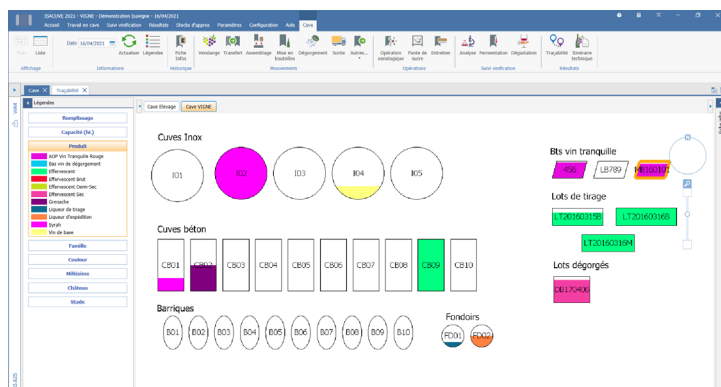 ISACUVE 2021 - VIGNE - Démonstration Isavigne - 16/04/2021
Accueil Travail en cave Suivi vinification Résultats Stocks d'appros Paramètres Configuration Aide Cave
Plan Liste
Date 16/04/2021
Actualiser Légendes
Fiche Infos
Vendange Transfert Assemblage Mise en bouteilles Dégorgement Sortie Autres...
Opération oenologique Fonte de sucre Entretien
Analyse Fermentation Dégustation
Traçabilité Itinéraire technique
Affichage Informations Historique Mouvements Opérations Suivi vinification Résultats
Cave X Traçabilité X
Légendes
Cave Elevage Cave VIGNE
Remplissage
Capacité (hL)
Produit
AOP Vin Tranquille Rouge
Bas vin de dégorgement
Effervescent
Effervescent Brut
Effervescent Demi-Sec
Effervescent Sec
Grenache
Liqueur de tirage
Liqueur d'expédition
Syrah
Vin de base
Famille
Couleur
Millésime
Château
Stade
Cuves Inox
I01 I02 I03 I04 I05
Cuves béton
CB01 CB02 CB03 CB04 CB05 CB06 CB07 CB08 CB09 CB10
Barriques
B01 B02 B03 B04 B05 B06 B07 B08 B09 B10
Fondoirs
FD01 FD02
Bts vin tranquille
456 LB789 MB160101
Lots de tirage
LT20160315B LT20160316B
LT20160316M
Lots dégorgés
DB170406